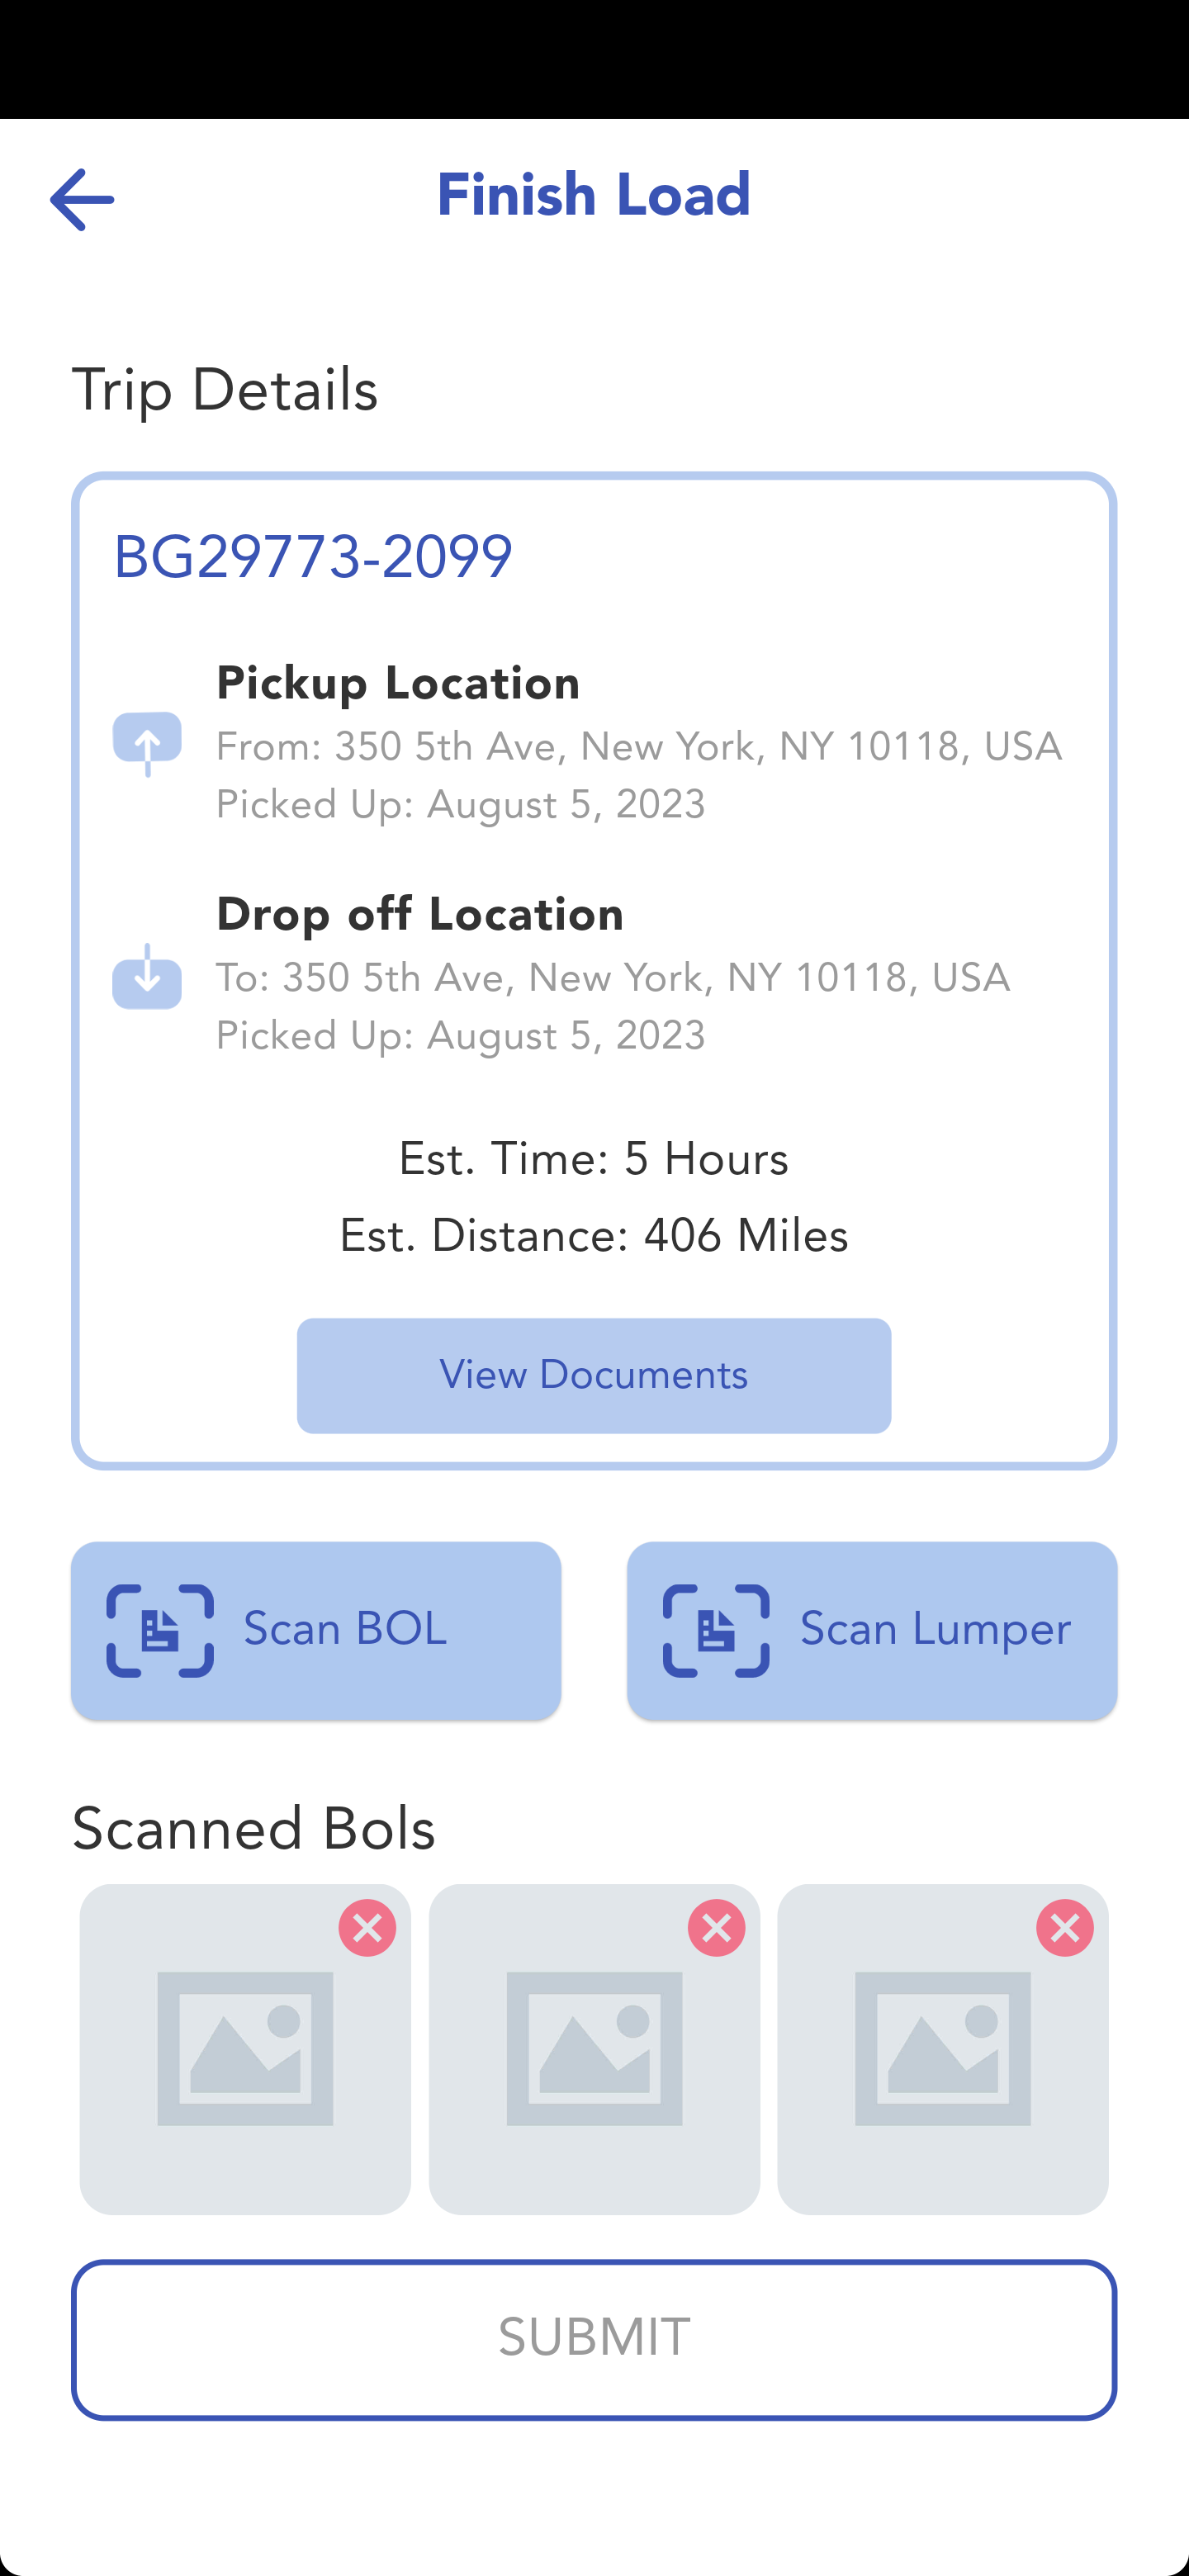 Finish Load
Trip Details
BG29773-2099
Pickup Location
From: 350 5th Ave, New York, NY 10118, USA
Picked Up: August 5, 2023
Drop off Location
To: 350 5th Ave, New York, NY 10118, USA
Picked Up: August 5, 2023
Est. Time: 5 Hours
Est. Distance: 406 Miles
View Documents
Scan BOL
Scan Lumper
Scanned Bols
SUBMIT